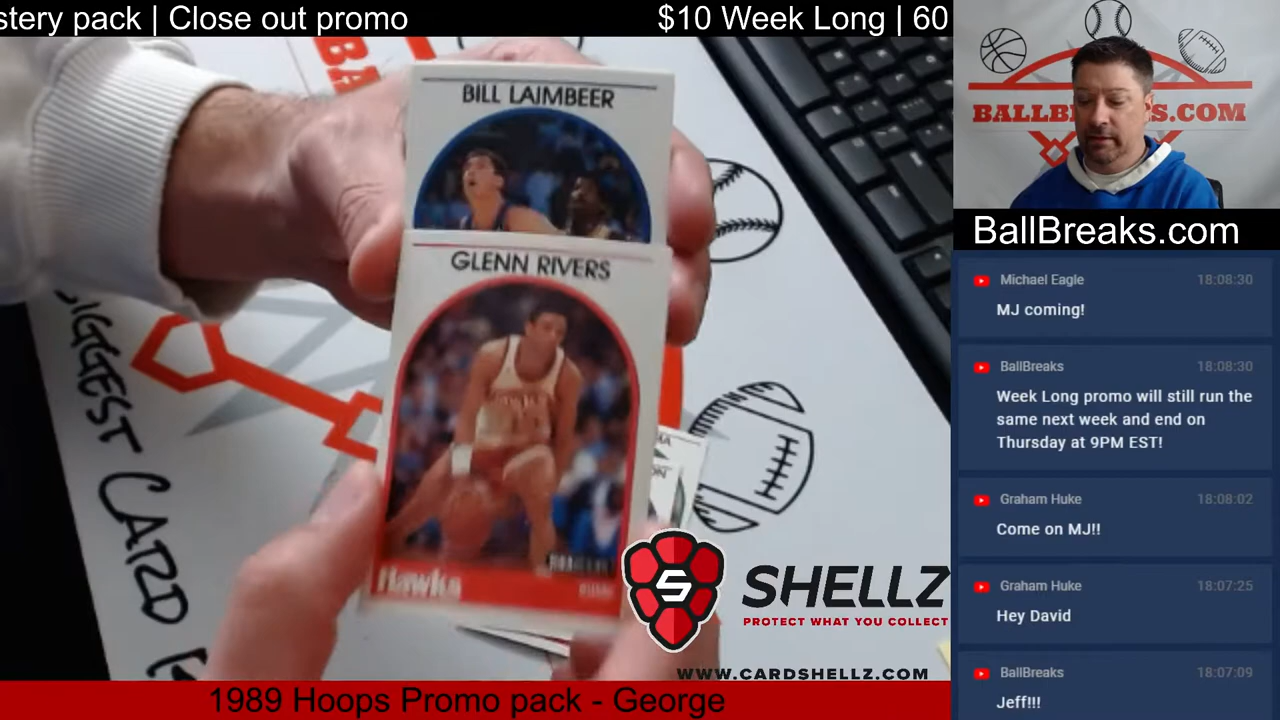 stery pack | Close out promo $10 Week Long | 60
BILL LAIMBEER
GLENN RIVERS
Hawks
BIGGEST CARD
SHELLZ
PROTECT WHAT YOU COLLECT
WWW.CARDSHELLZ.COM
1989 Hoops Promo pack - George
BALLBREAKS.COM
BallBreaks.com
Michael Eagle 18:08:30
MJ coming!
BallBreaks 18:08:30
Week Long promo will still run the
same next week and end on
Thursday at 9PM EST!
Graham Huke 18:08:02
Come on MJ!!
Graham Huke 18:07:25
Hey David
BallBreaks 18:07:09
Jeff!!!